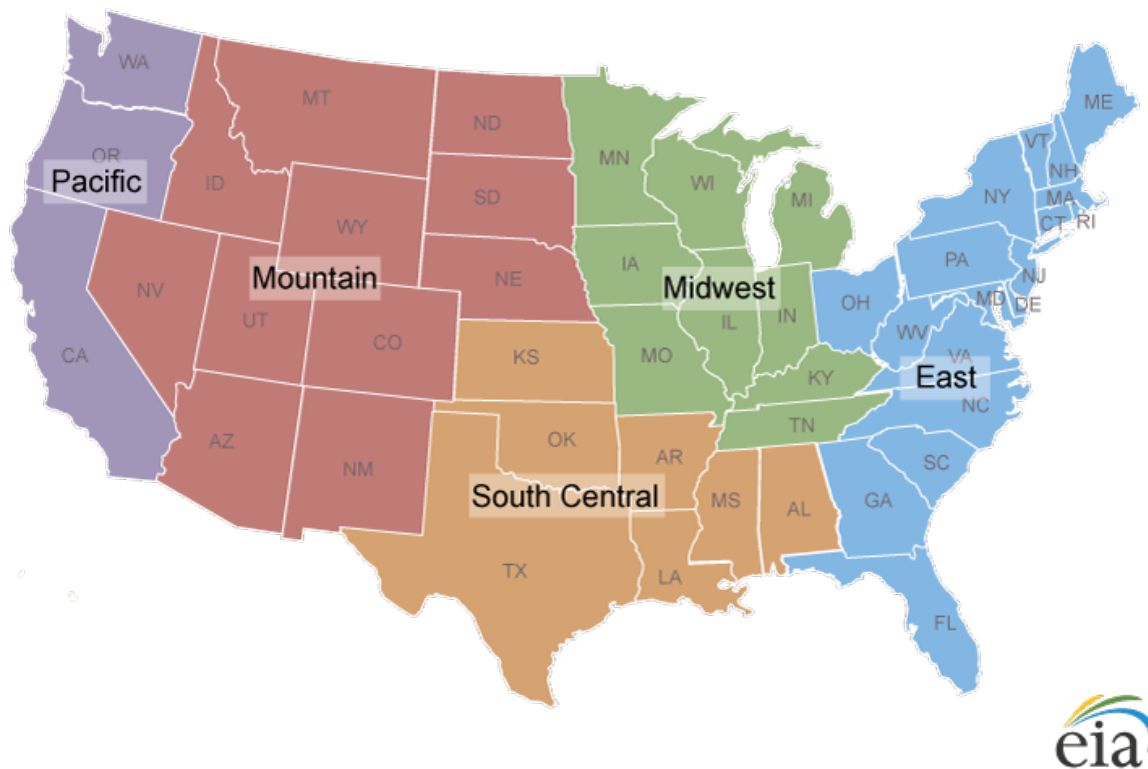 WA
MT
ND
ME
OR
Pacific
ID
MN
VT
NH
WI
SD
MI
NY
MA
CT
RI
WY
Mountain
NE
IA
Midwest
PA
NJ
NV
UT
CO
IL
IN
OH
MD
DE
WV
VA
CA
KS
MO
KY
East
NC
AZ
NM
OK
AR
TN
SC
South Central
MS
AL
GA
TX
LA
FL
eia